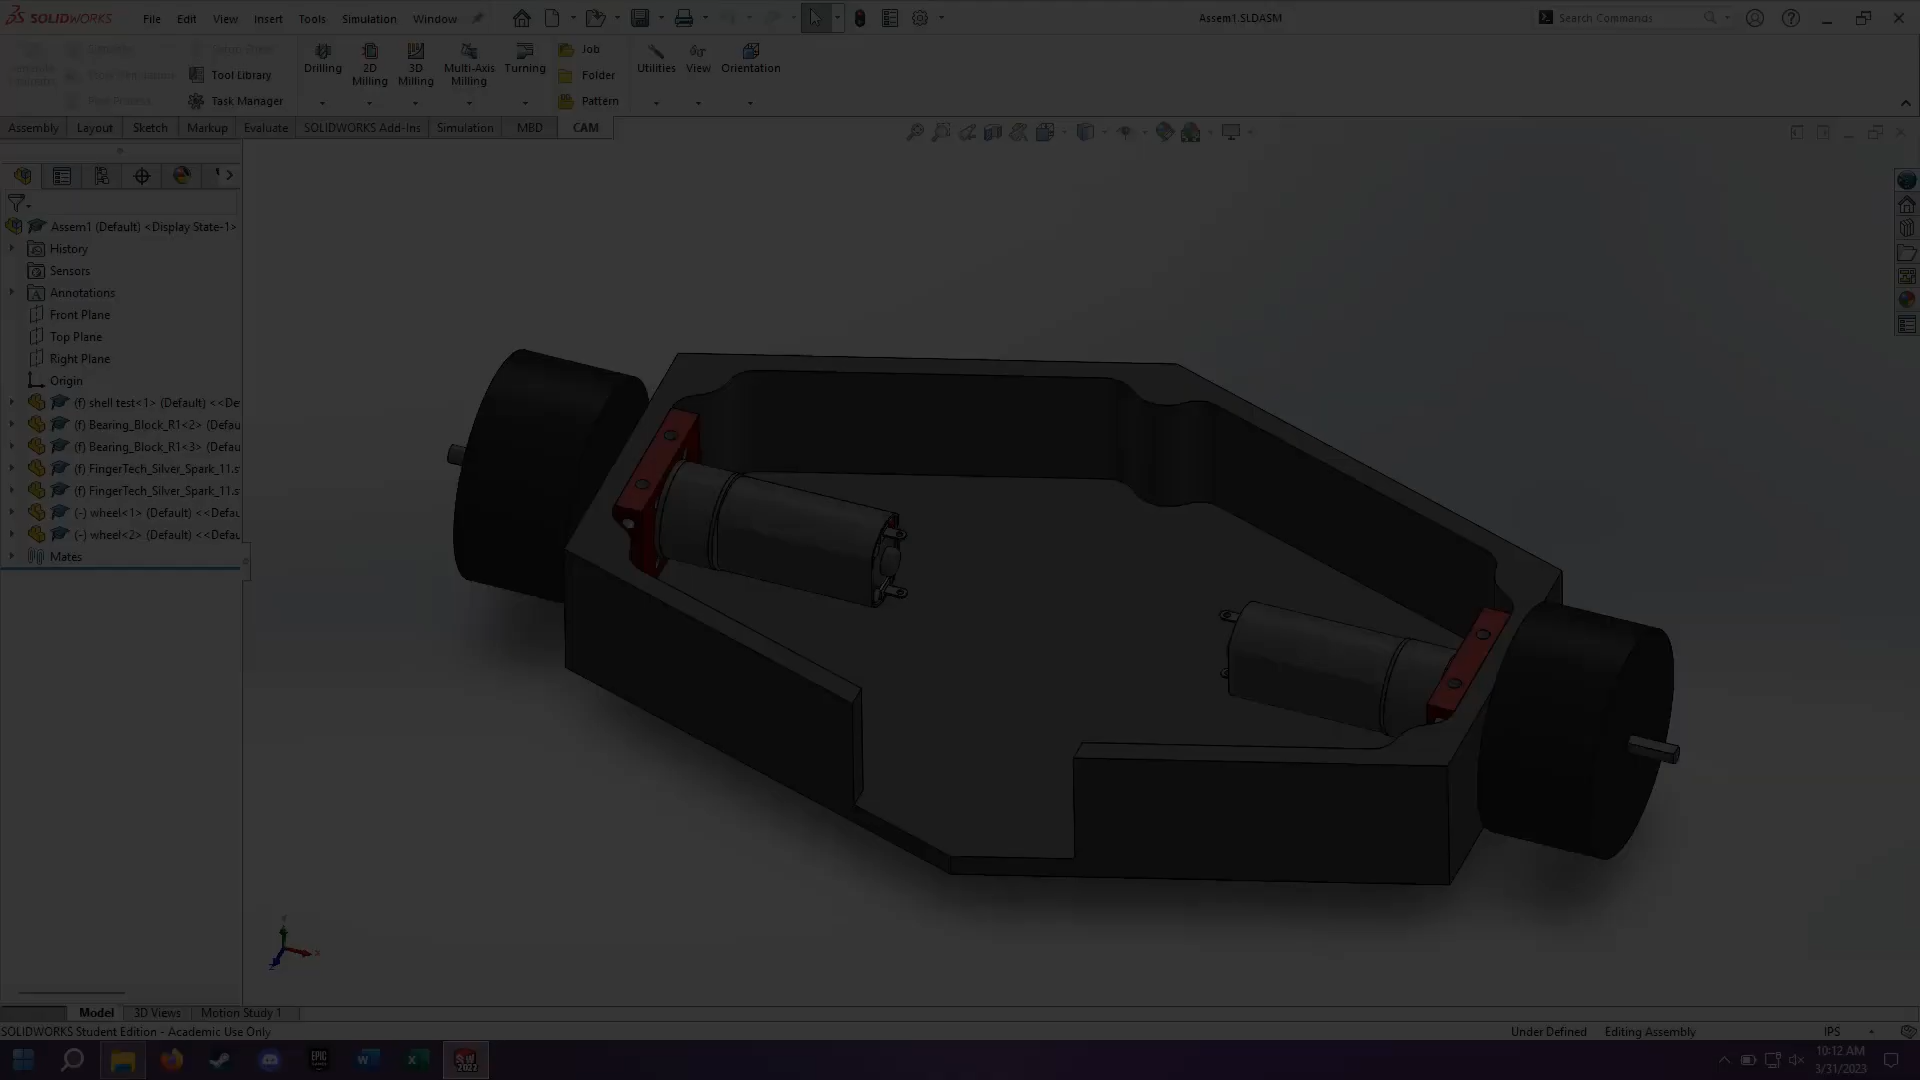 SOLIDWORKS File Edit View Insert Tools Simulation Window Assem1.SLDASM Search Commands
Tool Library
Task Manager
Drilling
2D Milling
3D Milling
Multi-Axis Milling
Turning
Job
Folder
Pattern
Utilities
View
Orientation
Assembly Layout Sketch Markup Evaluate SOLIDWORKS Add-Ins Simulation MBD CAM
Assem1 (Default) <Display State-1>
History
Sensors
Annotations
Front Plane
Top Plane
Right Plane
Origin
(f) shell test<1> (Default) <<De
(f) Bearing_Block_R1<2> (Defau
(f) Bearing_Block_R1<3> (Defau
(f) FingerTech_Silver_Spark_11.s
(f) FingerTech_Silver_Spark_11.s
(-) wheel<1> (Default) <<Defau
(-) wheel<2> (Default) <<Defau
Mates
Model 3D Views Motion Study 1
SOLIDWORKS Student Edition - Academic Use Only Under Defined Editing Assembly IPS
10:12 AM
3/31/2023